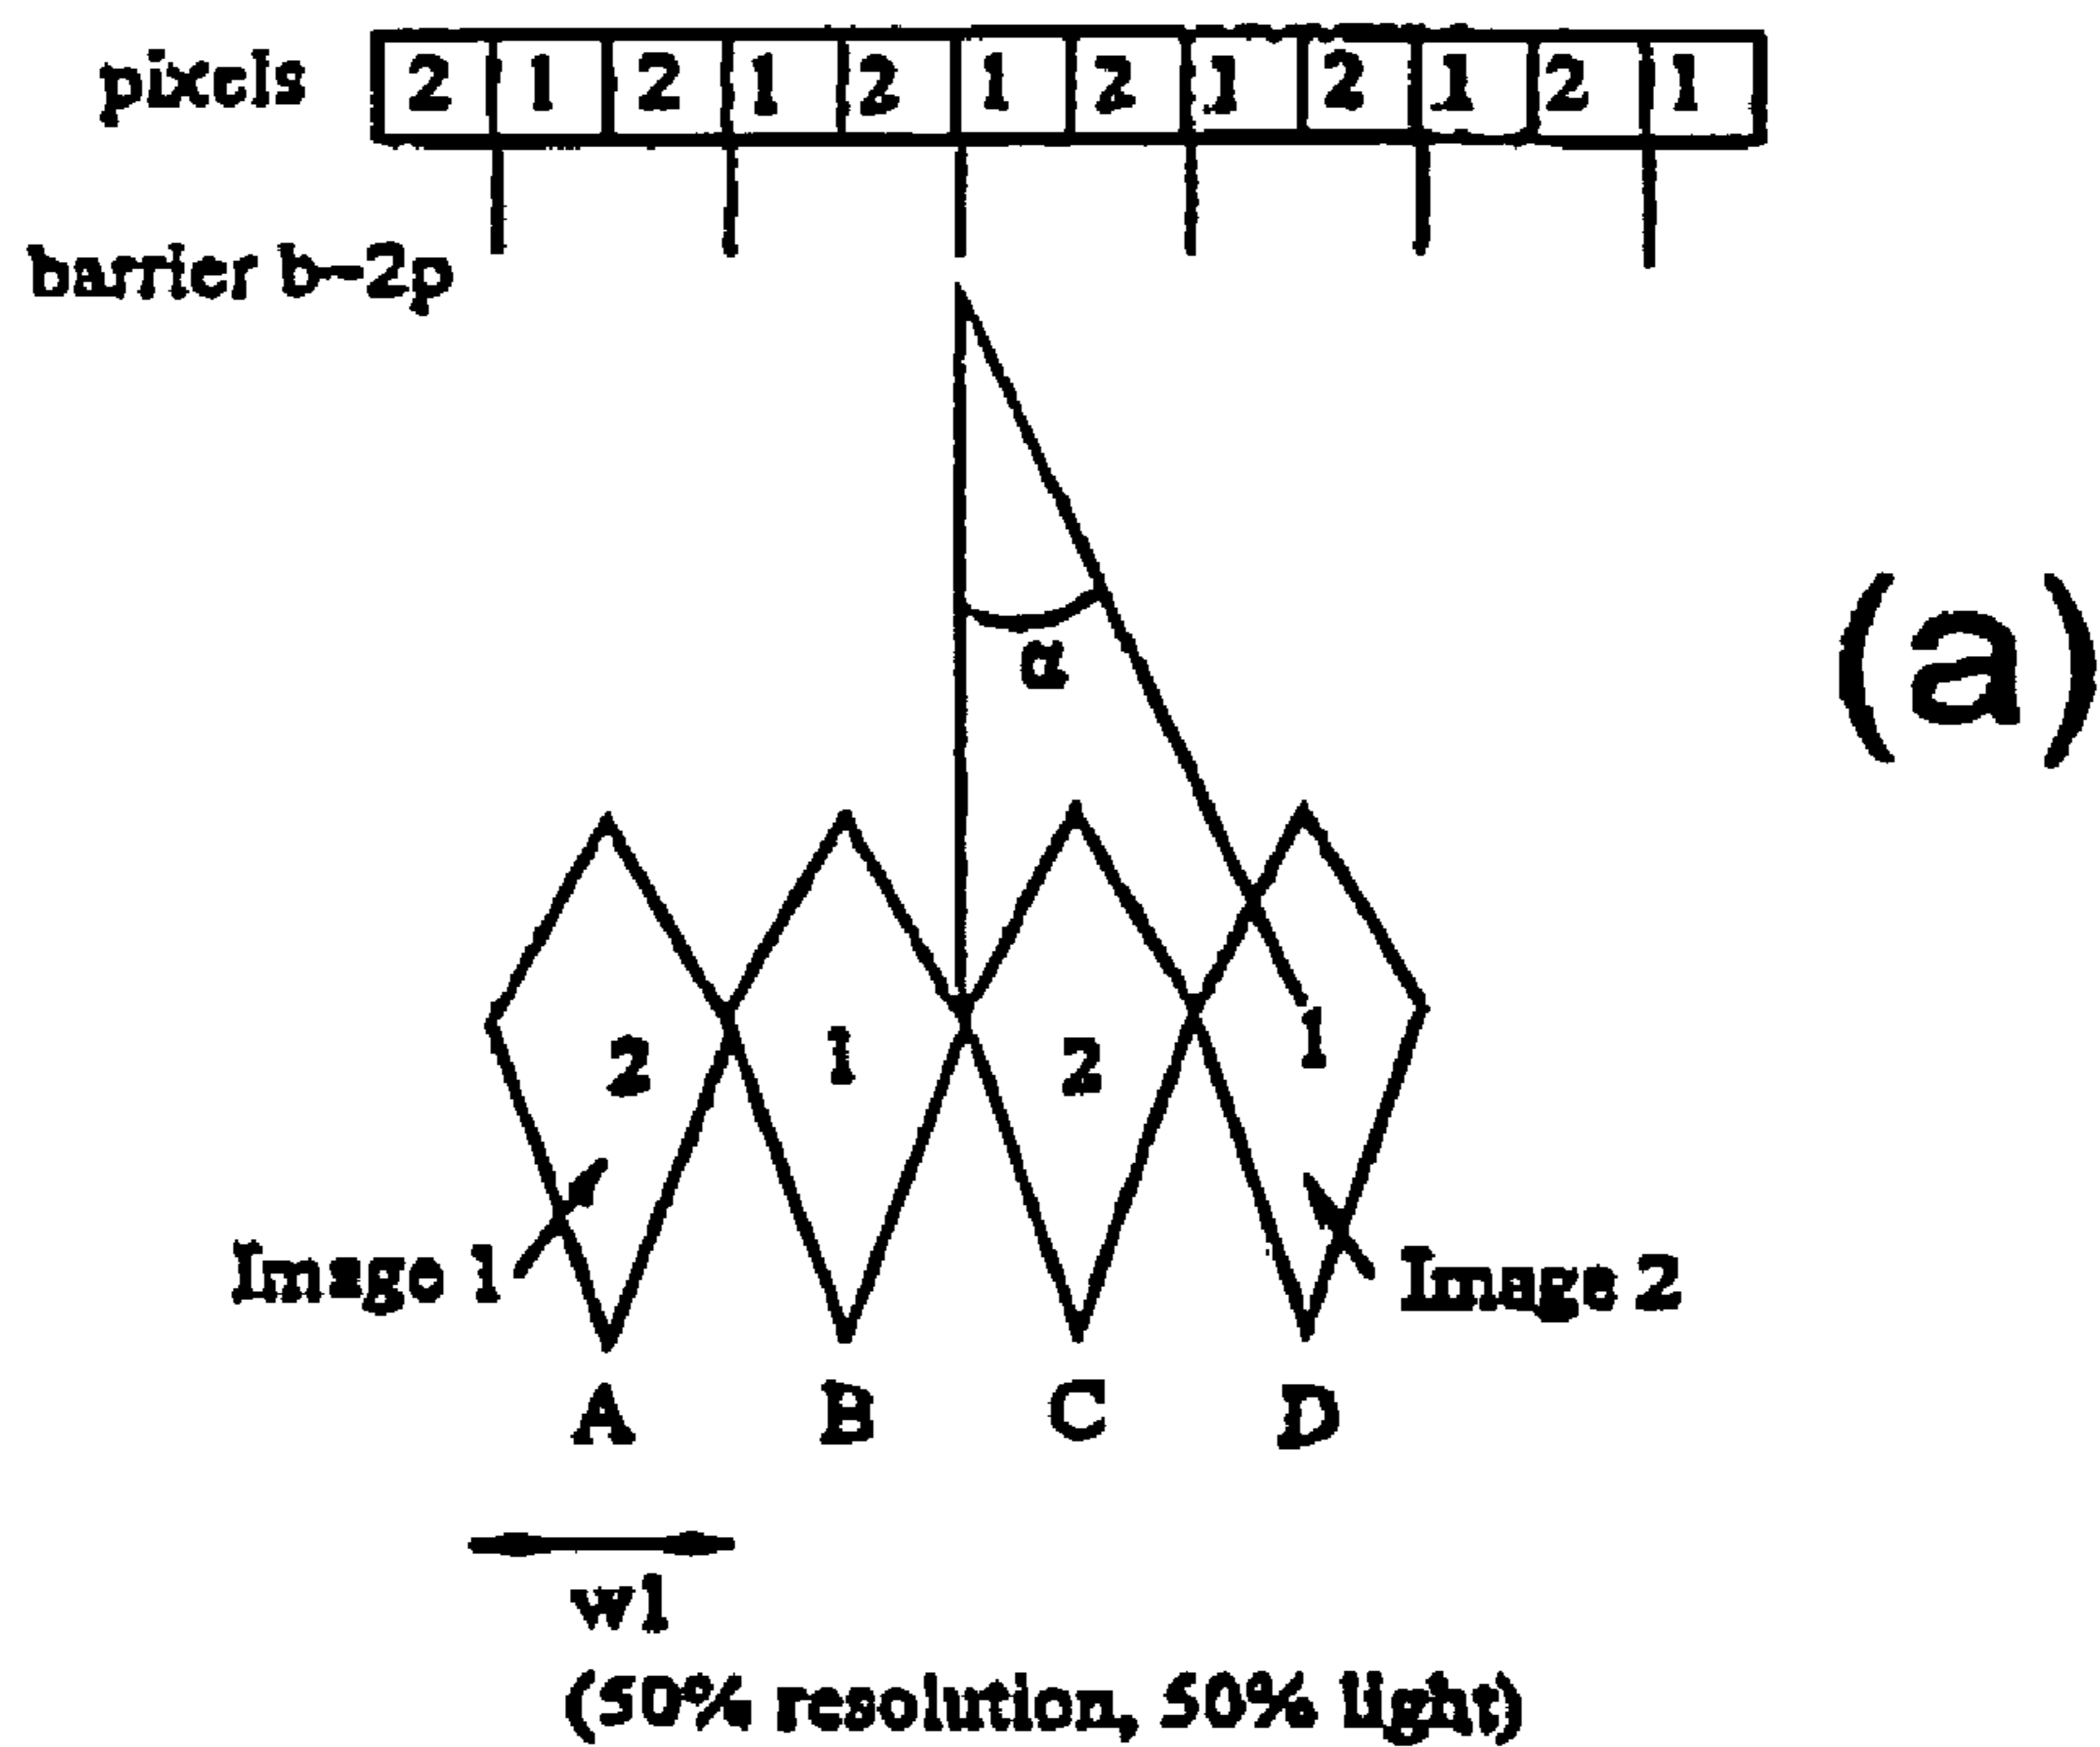 pixels 2 1 2 1 2 1 2 1 2 1 2 1
barrier b-2p
α
(a)
2 1 2 1
Image 1 Image 2
A B C D
w1
(50% resolution, 50% light)